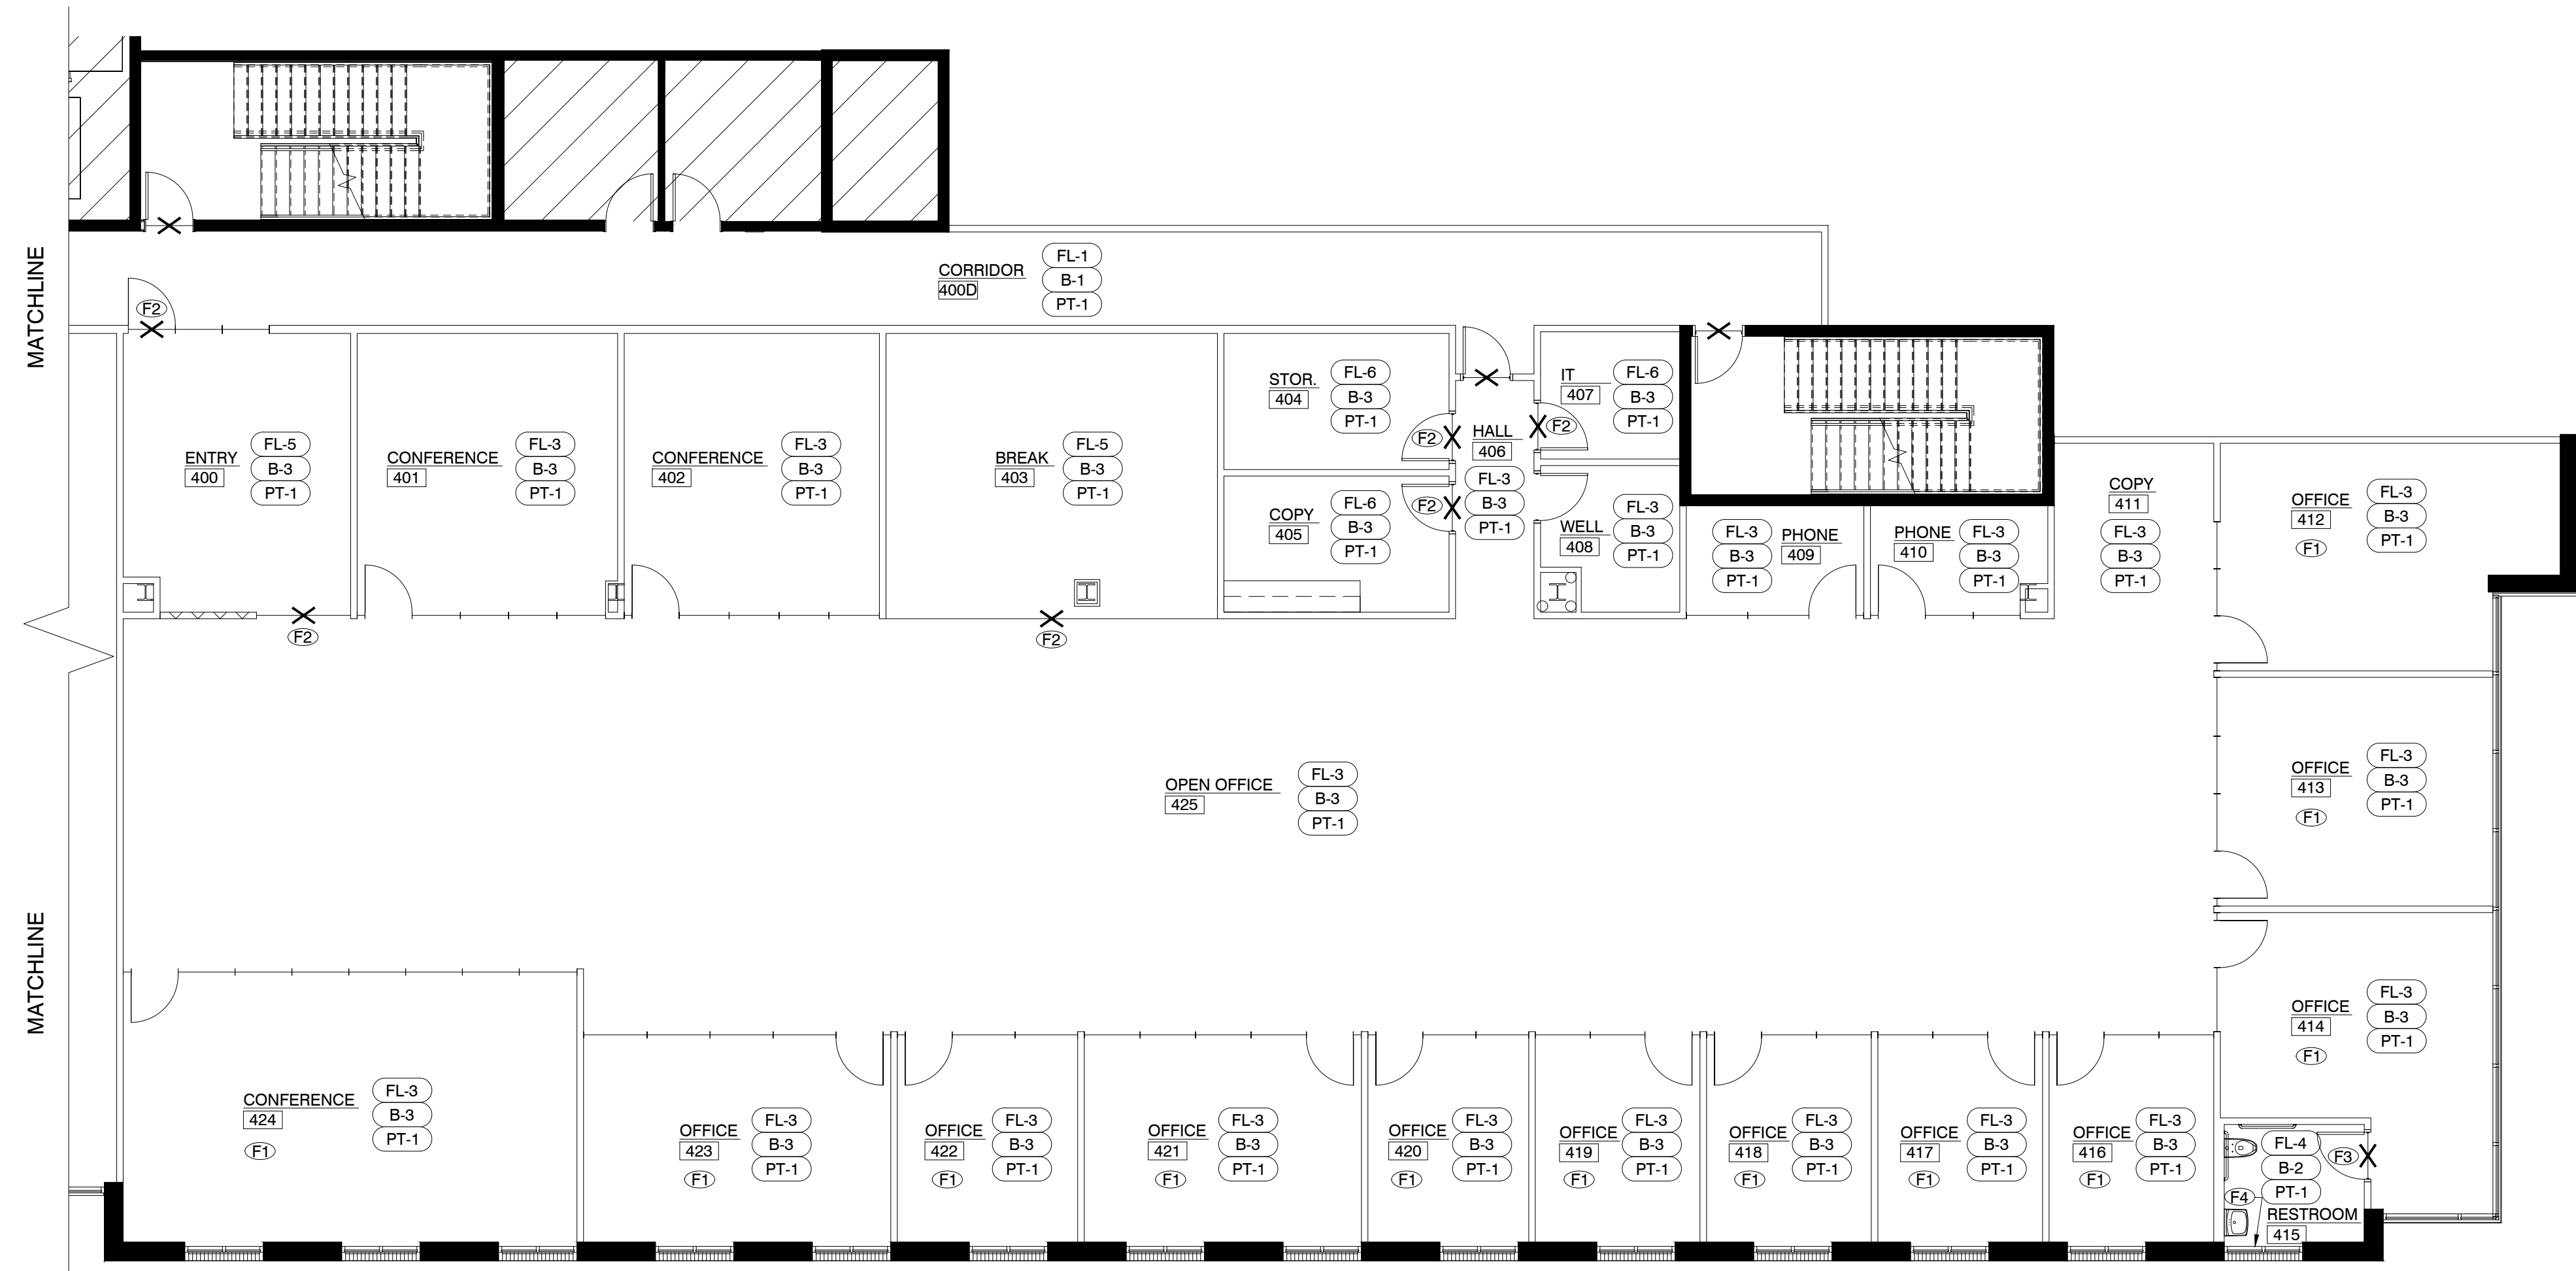 MATCHLINE
CORRIDOR
400D
FL-1
B-1
PT-1
F2
ENTRY
400
FL-5
B-3
PT-1
CONFERENCE
401
FL-3
B-3
PT-1
CONFERENCE
402
FL-3
B-3
PT-1
BREAK
403
FL-5
B-3
PT-1
STOR.
404
FL-6
B-3
PT-1
F2
COPY
405
FL-6
B-3
PT-1
F2
HALL
406
FL-3
B-3
PT-1
IT
407
FL-6
B-3
PT-1
F2
WELL
408
FL-3
B-3
PT-1
FL-3
B-3
PT-1
PHONE
409
PHONE
410
FL-3
B-3
PT-1
COPY
411
FL-3
B-3
PT-1
OFFICE
412
F1
FL-3
B-3
PT-1
F2
F2
OPEN OFFICE
425
FL-3
B-3
PT-1
OFFICE
413
F1
FL-3
B-3
PT-1
MATCHLINE
OFFICE
414
F1
FL-3
B-3
PT-1
CONFERENCE
424
F1
FL-3
B-3
PT-1
OFFICE
423
F1
FL-3
B-3
PT-1
OFFICE
422
F1
FL-3
B-3
PT-1
OFFICE
421
F1
FL-3
B-3
PT-1
OFFICE
420
F1
FL-3
B-3
PT-1
OFFICE
419
F1
FL-3
B-3
PT-1
OFFICE
418
F1
FL-3
B-3
PT-1
OFFICE
417
F1
FL-3
B-3
PT-1
OFFICE
416
F1
FL-3
B-3
PT-1
FL-4
B-2
PT-1
F3
F4
RESTROOM
415